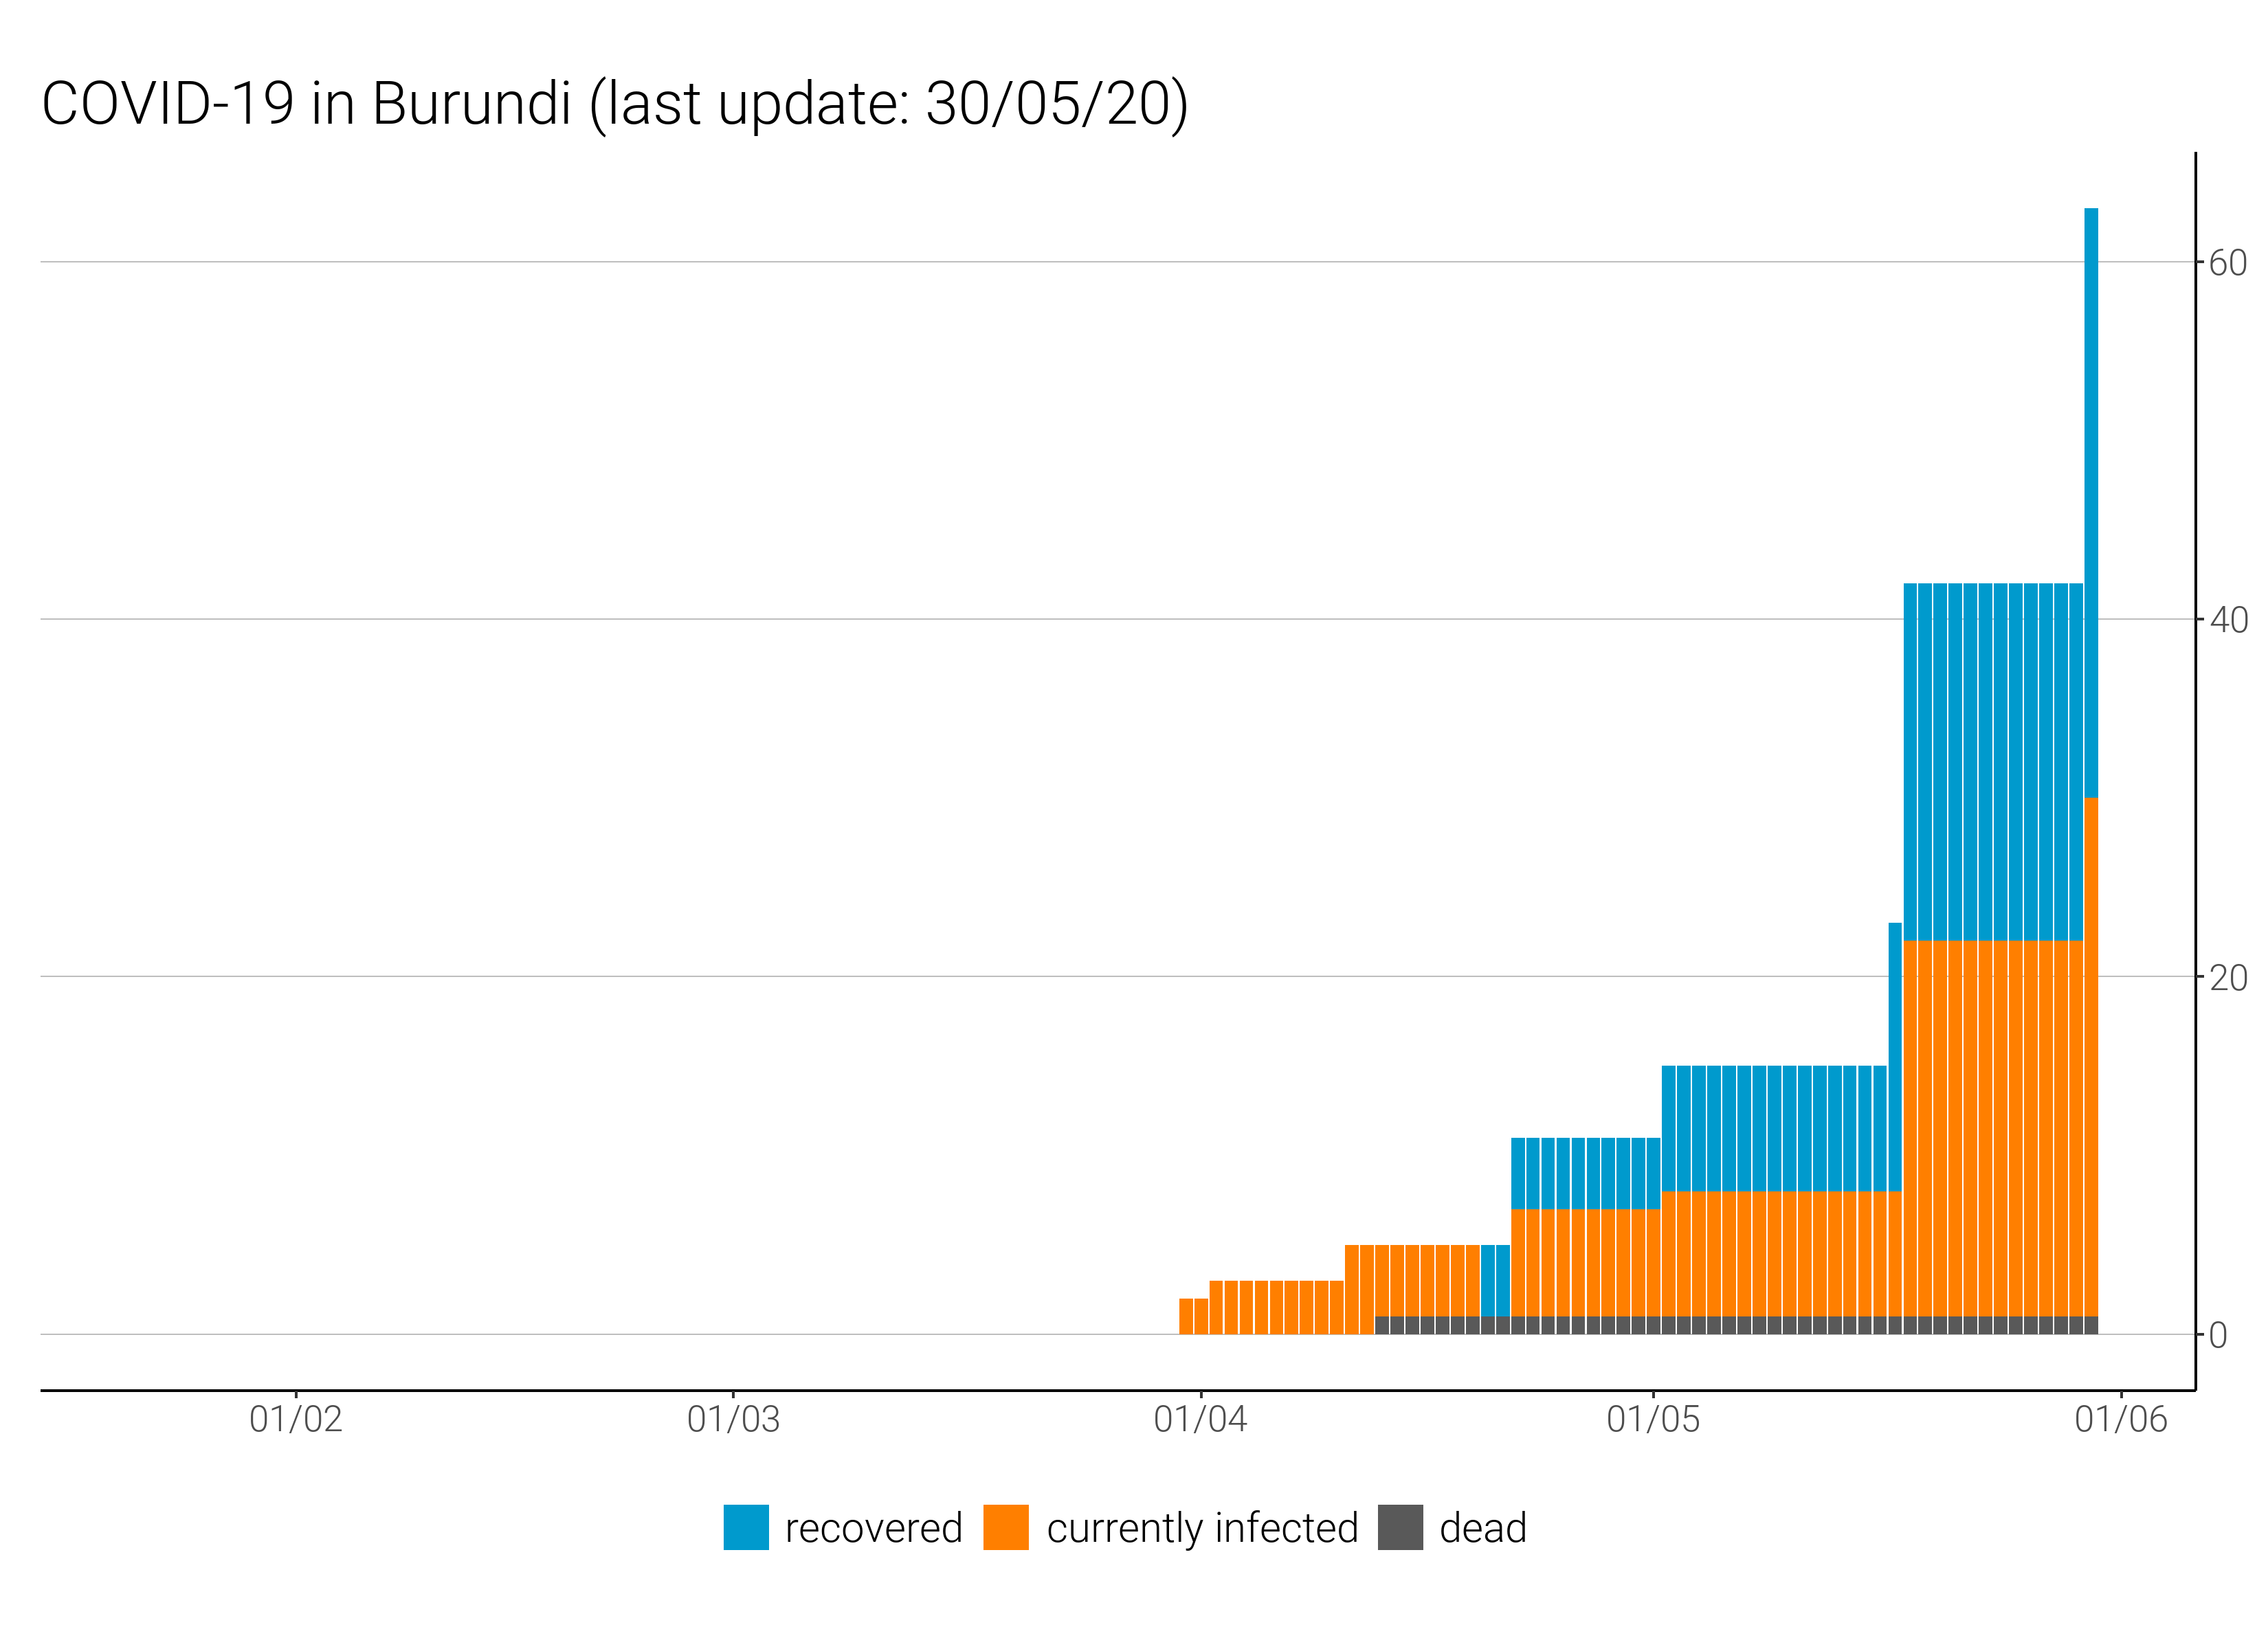 COVID-19 in Burundi (last update: 30/05/20)
60
40
20
0
01/02 01/03 01/04 01/05 01/06
recovered currently infected dead